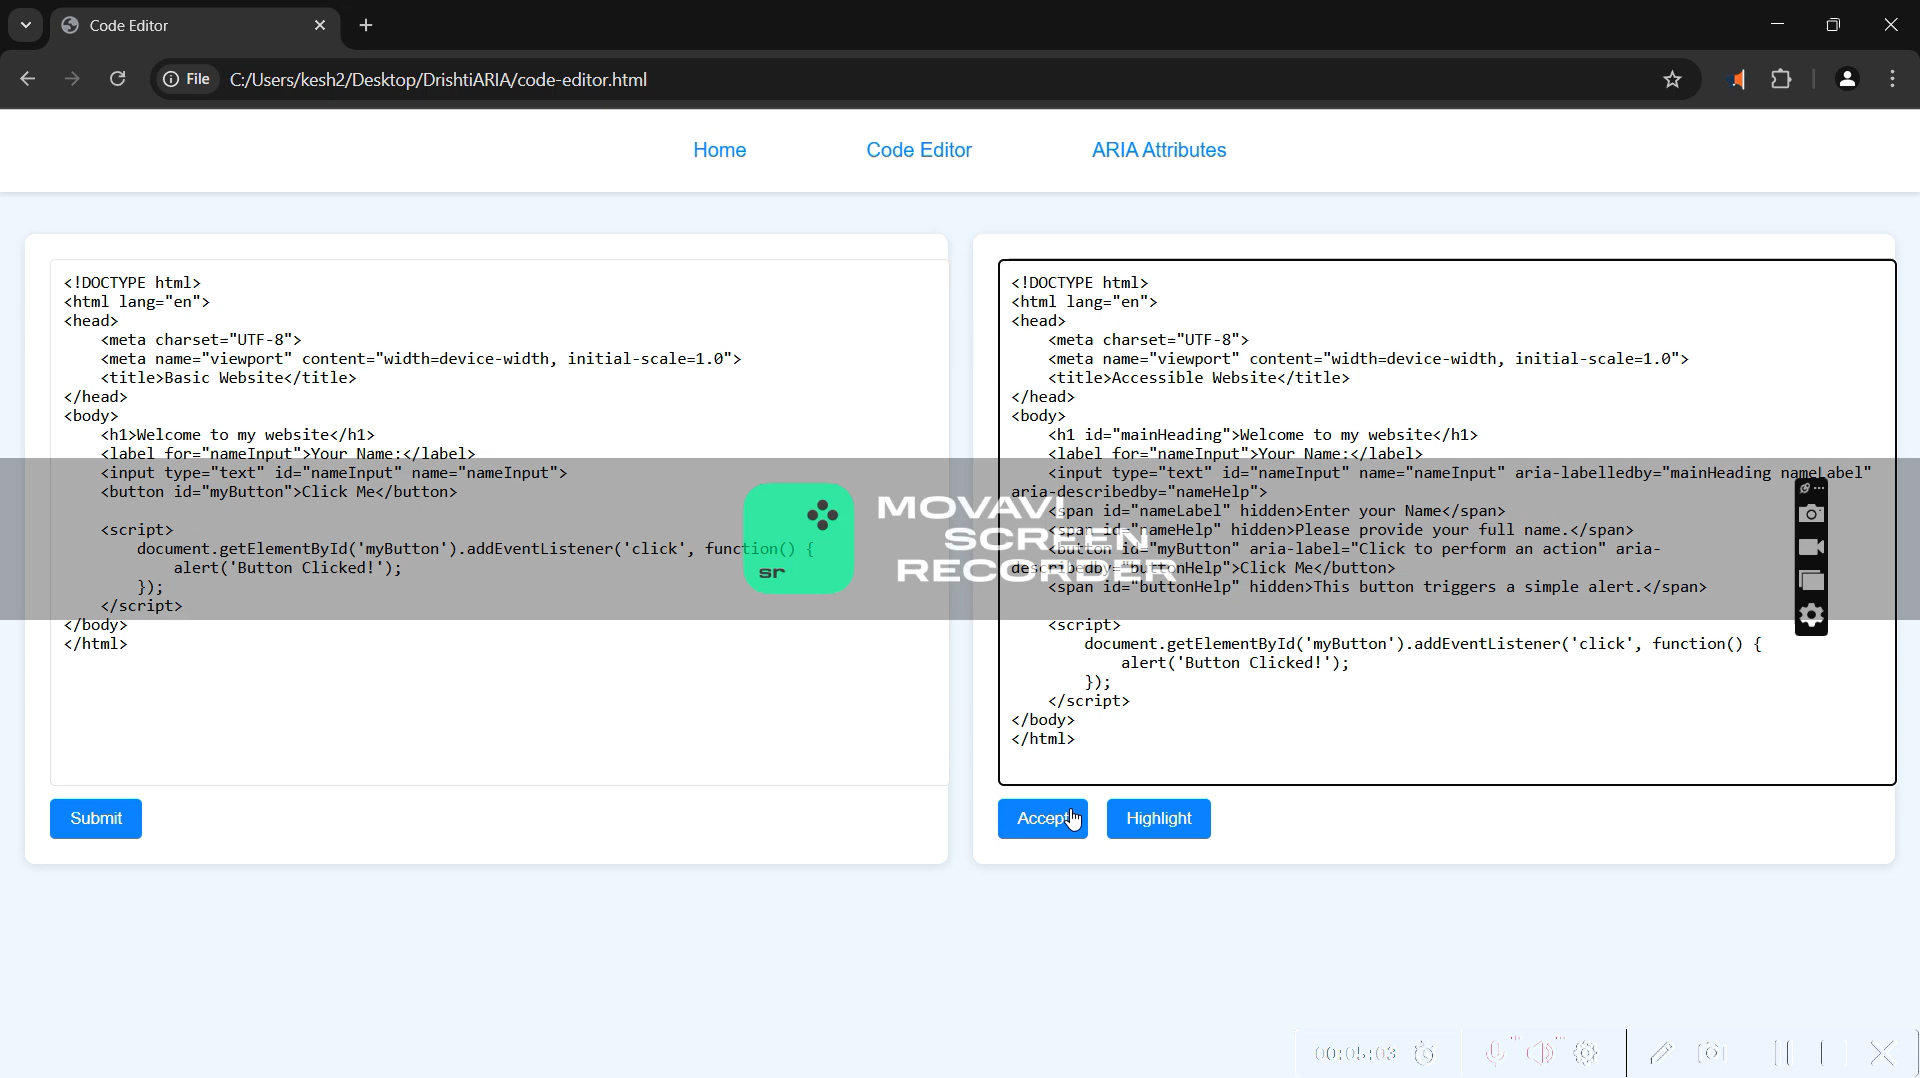 Code Editor
File C:/Users/kesh2/Desktop/DrishtiARIA/code-editor.html
Home Code Editor ARIA Attributes
<!DOCTYPE html>
<html lang="en">
<head>
    <meta charset="UTF-8">
    <meta name="viewport" content="width=device-width, initial-scale=1.0">
    <title>Basic Website</title>
</head>
<body>
    <h1>Welcome to my website</h1>
    <label for="nameInput">Your Name:</label>
    <input type="text" id="nameInput" name="nameInput">
    <button id="myButton">Click Me</button>
    <script>
        document.getElementById('myButton').addEventListener('click', function() {
            alert('Button Clicked!');
        });
    </script>
</body>
</html>
Submit
<!DOCTYPE html>
<html lang="en">
<head>
    <meta charset="UTF-8">
    <meta name="viewport" content="width=device-width, initial-scale=1.0">
    <title>Accessible Website</title>
</head>
<body>
    <h1 id="mainHeading">Welcome to my website</h1>
    <label for="nameInput">Your Name:</label>
    <input type="text" id="nameInput" name="nameInput" aria-labelledby="mainHeading nameLabel"
aria-describedby="nameHelp">
    <span id="nameLabel" hidden>Enter your Name</span>
    <span id="nameHelp" hidden>Please provide your full name.</span>
    <button id="myButton" aria-label="Click to perform an action" aria-
describedby="buttonHelp">Click Me</button>
    <span id="buttonHelp" hidden>This button triggers a simple alert.</span>
    <script>
        document.getElementById('myButton').addEventListener('click', function() {
            alert('Button Clicked!');
        });
    </script>
</body>
</html>
Accept Highlight
sr
MOVAVI
SCREEN
RECORDER
00:05:03